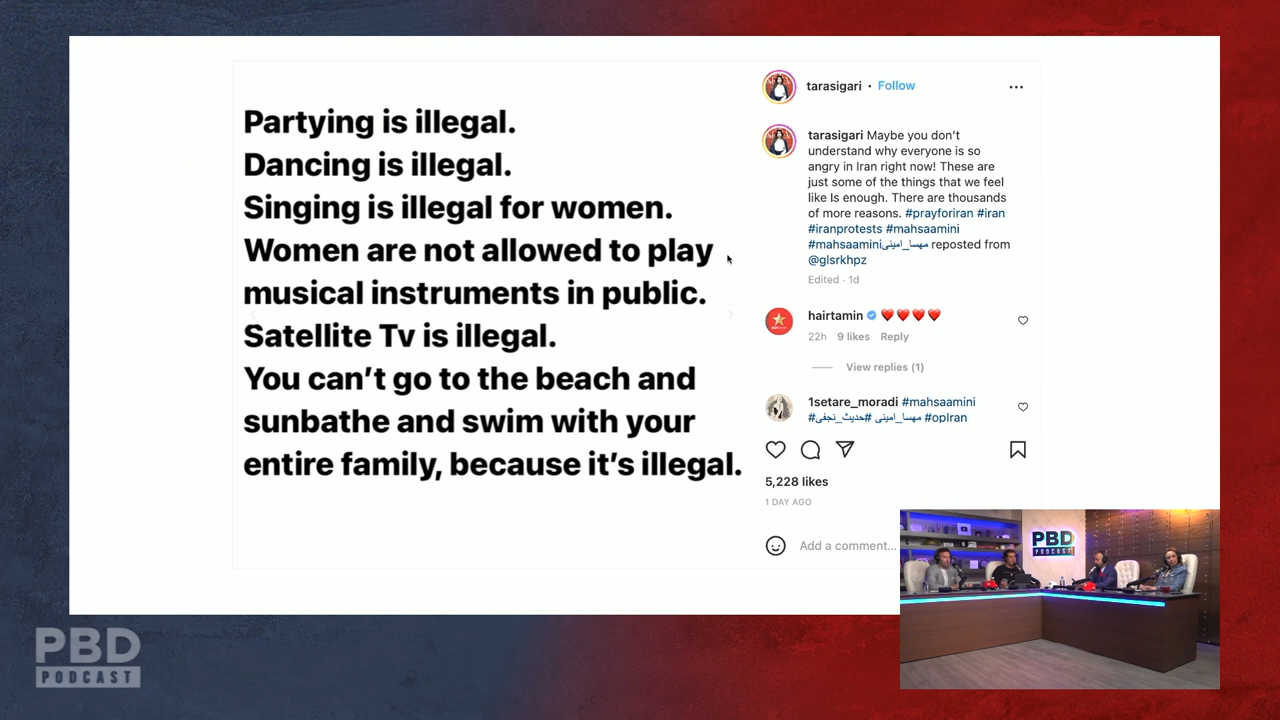 Partying is illegal.
Dancing is illegal.
Singing is illegal for women.
Women are not allowed to play
musical instruments in public.
Satellite Tv is illegal.
You can’t go to the beach and
sunbathe and swim with your
entire family, because it’s illegal.
tarasigari • Follow
tarasigari Maybe you don’t
understand why everyone is so
angry in Iran right now! These are
just some of the things that we feel
like Is enough. There are thousands
of more reasons. #prayforiran #iran
#iranprotests #mahsaamini
#mahsaaminiمهسا_امینی reposted from
@glsrkhpz
Edited · 1d
hairtamin ❤️❤️❤️❤️
22h 9 likes Reply
View replies (1)
1setare_moradi #mahsaamini
#مهسا_امینی #حدیث_نجفی #opIran
5,228 likes
1 DAY AGO
Add a comment...
PBD
PODCAST
PBD
PODCAST